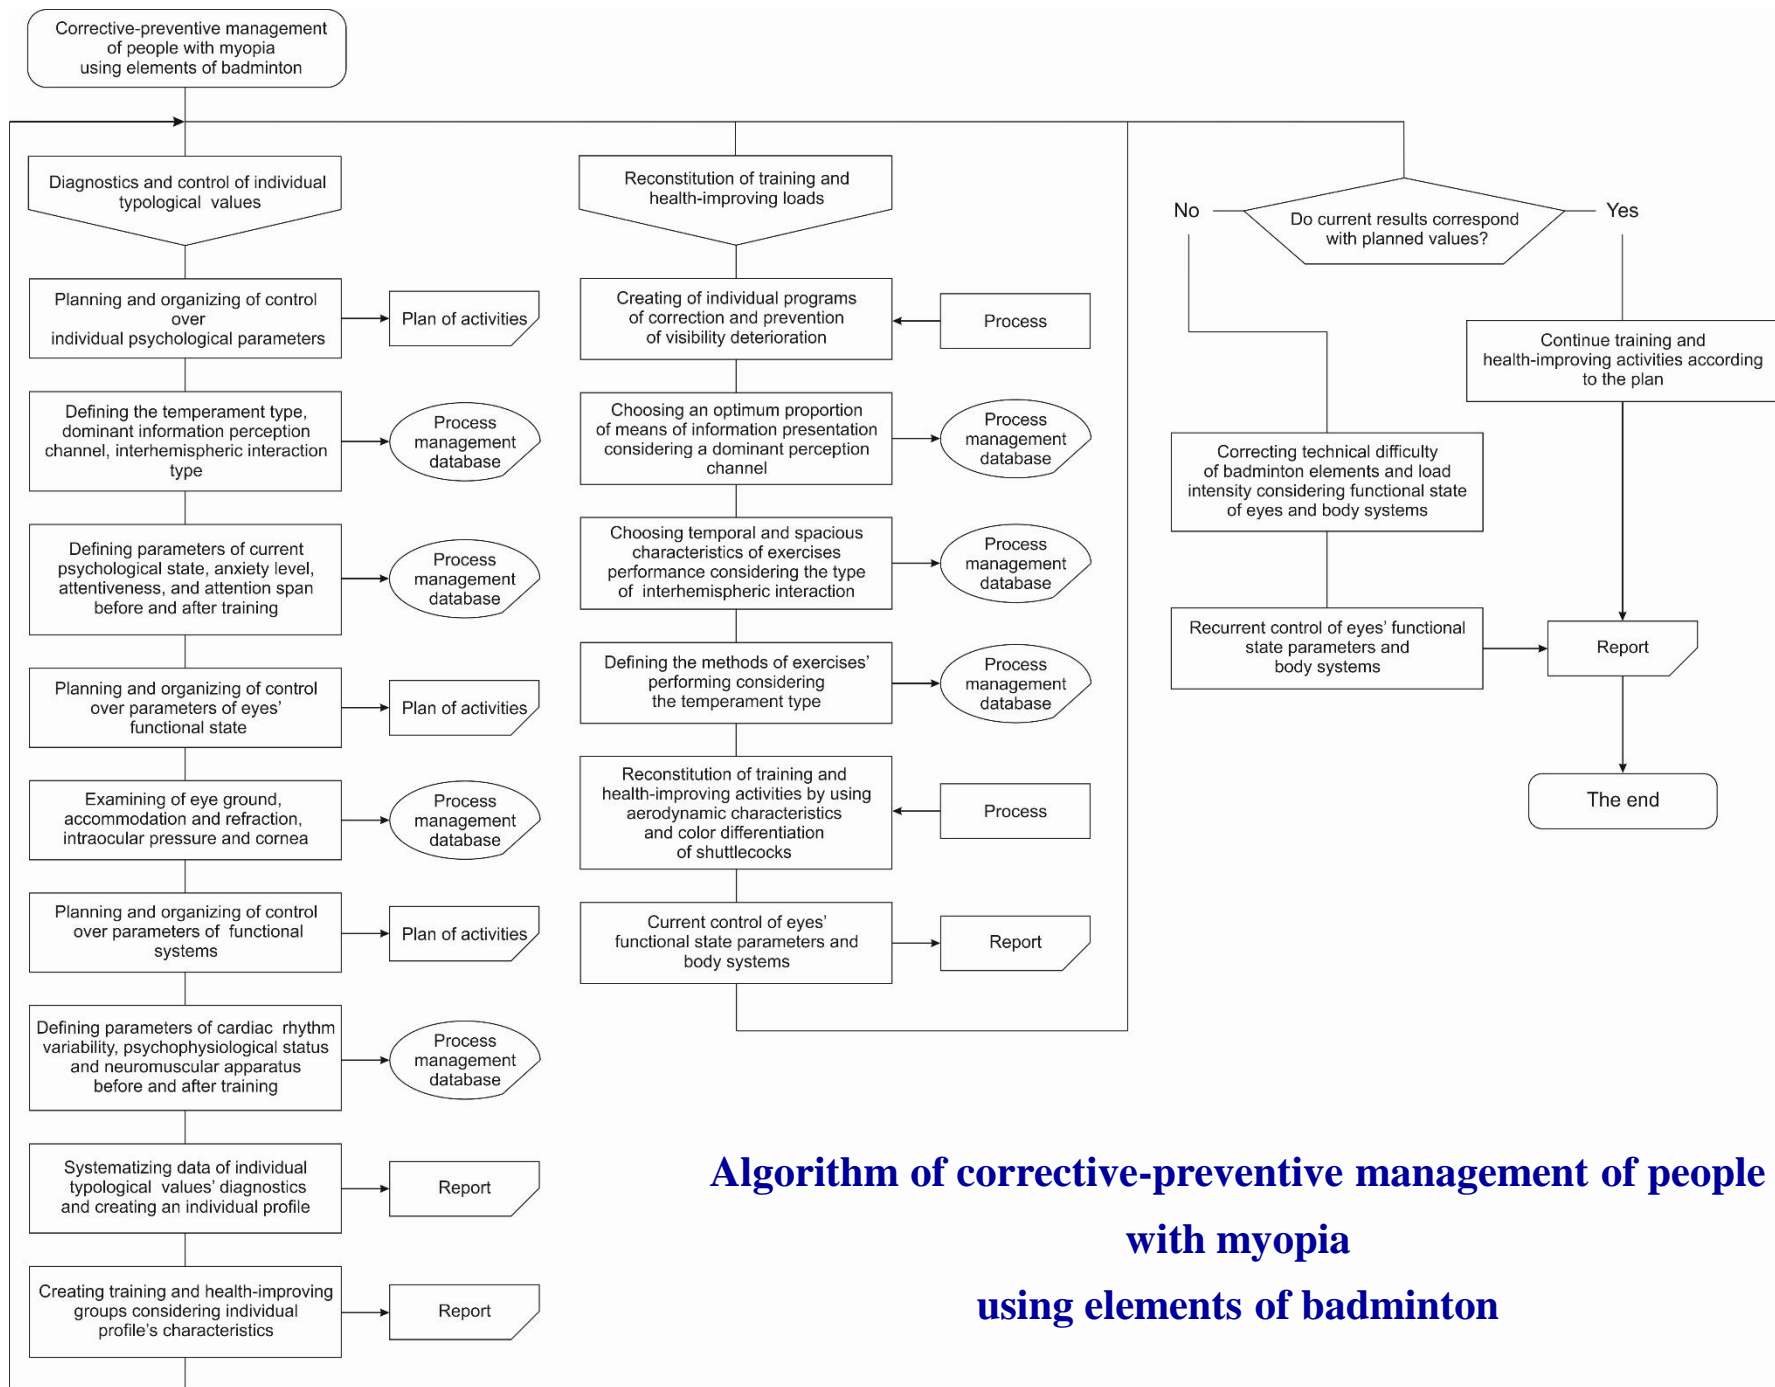 Corrective-preventive management
of people with myopia
using elements of badminton
Diagnostics and control of individual
typological values
Planning and organizing of control
over
individual psychological parameters
Plan of activities
Defining the temperament type,
dominant information perception
channel, interhemispheric interaction
type
Process
management
database
Defining parameters of current
psychological state, anxiety level,
attentiveness, and attention span
before and after training
Process
management
database
Planning and organizing of control
over parameters of eyes’
functional state
Plan of activities
Examining of eye ground,
accommodation and refraction,
intraocular pressure and cornea
Process
management
database
Planning and organizing of control
over parameters of functional
systems
Plan of activities
Defining parameters of cardiac rhythm
variability, psychophysiological status
and neuromuscular apparatus
before and after training
Process
management
database
Systematizing data of individual
typological values’ diagnostics
and creating an individual profile
Report
Creating training and health-improving
groups considering individual
profile’s characteristics
Report
Reconstitution of training and
health-improving loads
Creating of individual programs
of correction and prevention
of visibility deterioration
Process
Choosing an optimum proportion
of means of information presentation
considering a dominant perception
channel
Process
management
database
Choosing temporal and spacious
characteristics of exercises
performance considering the type
of interhemispheric interaction
Process
management
database
Defining the methods of exercises’
performing considering
the temperament type
Process
management
database
Reconstitution of training and
health-improving activities by using
aerodynamic characteristics
and color differentiation
of shuttlecocks
Process
Current control of eyes’
functional state parameters and
body systems
Report
No
Do current results correspond
with planned values?
Yes
Continue training and
health-improving activities according
to the plan
Correcting technical difficulty
of badminton elements and load
intensity considering functional state
of eyes and body systems
Recurrent control of eyes’ functional
state parameters and
body systems
Report
The end
Algorithm of corrective-preventive management of people
with myopia
using elements of badminton